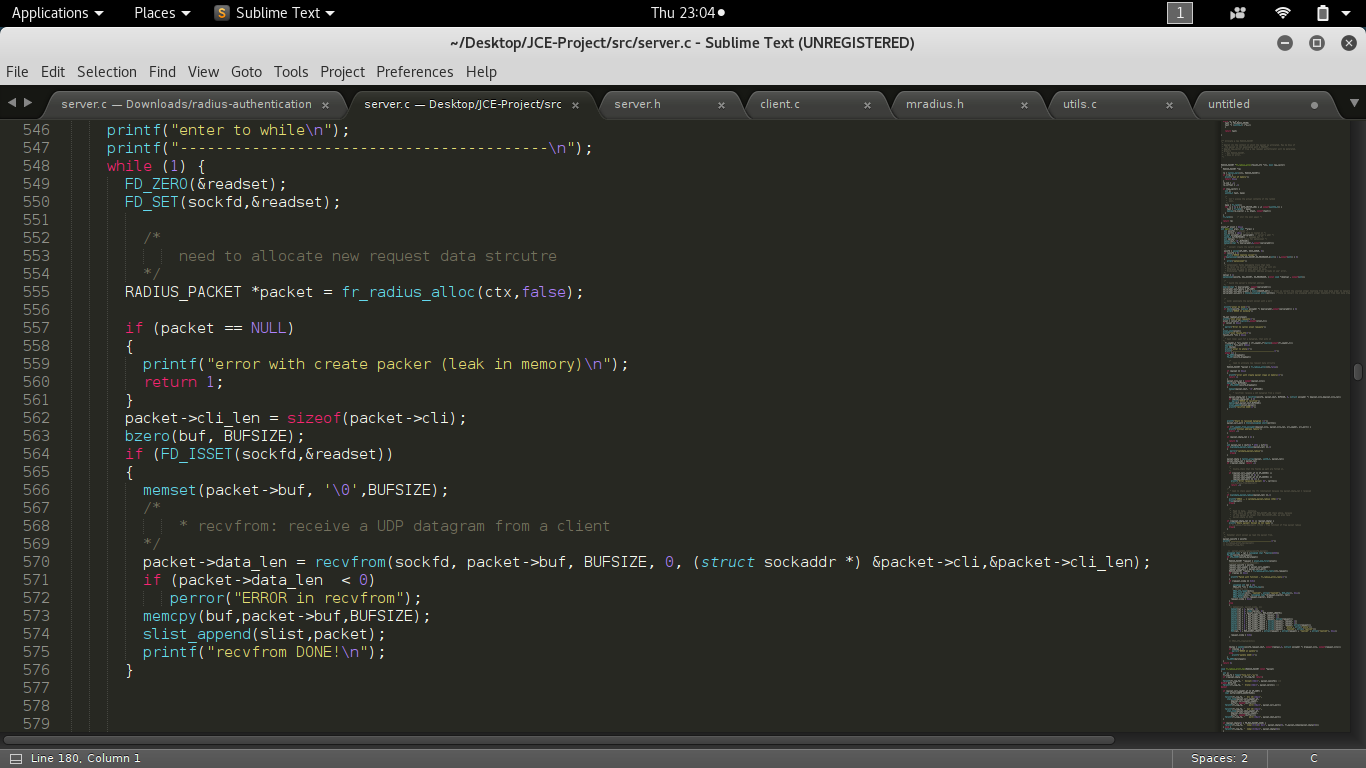 Applications Places Sublime Text Thu 23:04 1
~/Desktop/JCE-Project/src/server.c - Sublime Text (UNREGISTERED)
File Edit Selection Find View Goto Tools Project Preferences Help
server.c — Downloads/radius-authentication server.c — Desktop/JCE-Project/src server.h client.c mradius.h utils.c untitled
546 printf("enter to while\n");
547 printf("-----------------------------------------\n");
548 while (1) {
549 FD_ZERO(&readset);
550 FD_SET(sockfd,&readset);
551
552 /*
553 need to allocate new request data strcutre
554 */
555 RADIUS_PACKET *packet = fr_radius_alloc(ctx,false);
556
557 if (packet == NULL)
558 {
559 printf("error with create packer (leak in memory)\n");
560 return 1;
561 }
562 packet->cli_len = sizeof(packet->cli);
563 bzero(buf, BUFSIZE);
564 if (FD_ISSET(sockfd,&readset))
565 {
566 memset(packet->buf, '\0',BUFSIZE);
567 /*
568 * recvfrom: receive a UDP datagram from a client
569 */
570 packet->data_len = recvfrom(sockfd, packet->buf, BUFSIZE, 0, (struct sockaddr *) &packet->cli,&packet->cli_len);
571 if (packet->data_len  < 0)
572 perror("ERROR in recvfrom");
573 memcpy(buf,packet->buf,BUFSIZE);
574 slist_append(slist,packet);
575 printf("recvfrom DONE!\n");
576 }
577
578
579
Line 180, Column 1 Spaces: 2 C